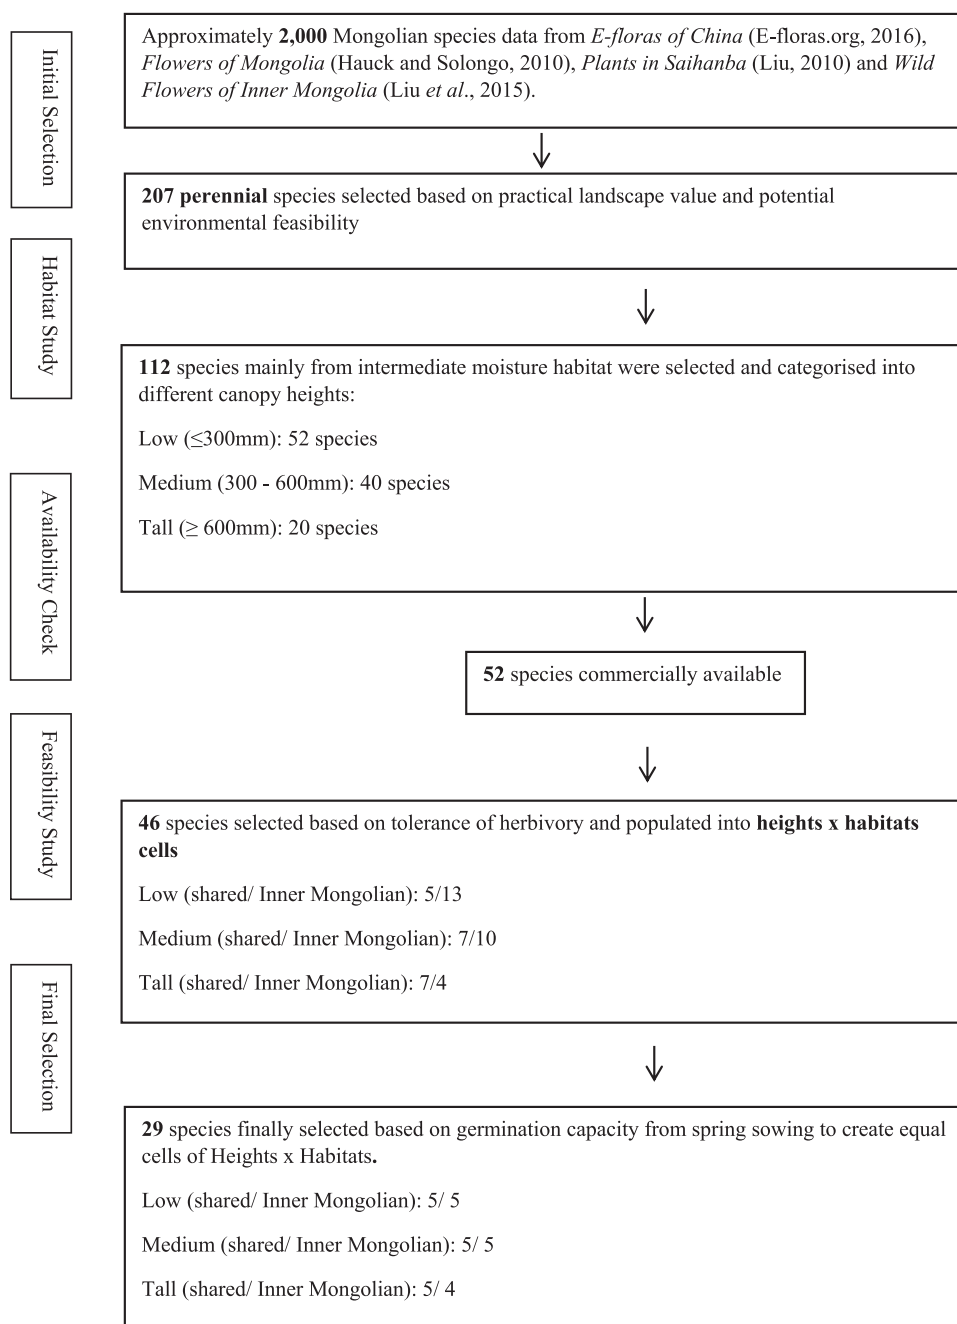 Initial Selection
Approximately 2,000 Mongolian species data from E-floras of China (E-floras.org, 2016),
Flowers of Mongolia (Hauck and Solongo, 2010), Plants in Saihanba (Liu, 2010) and Wild
Flowers of Inner Mongolia (Liu et al., 2015).
207 perennial species selected based on practical landscape value and potential
environmental feasibility
Habitat Study
112 species mainly from intermediate moisture habitat were selected and categorised into
different canopy heights:
Low (≤300mm): 52 species
Medium (300 - 600mm): 40 species
Tall (≥ 600mm): 20 species
Availability Check
52 species commercially available
Feasibility Study
46 species selected based on tolerance of herbivory and populated into heights x habitats
cells
Low (shared/ Inner Mongolian): 5/13
Medium (shared/ Inner Mongolian): 7/10
Tall (shared/ Inner Mongolian): 7/4
Final Selection
29 species finally selected based on germination capacity from spring sowing to create equal
cells of Heights x Habitats.
Low (shared/ Inner Mongolian): 5/ 5
Medium (shared/ Inner Mongolian): 5/ 5
Tall (shared/ Inner Mongolian): 5/ 4